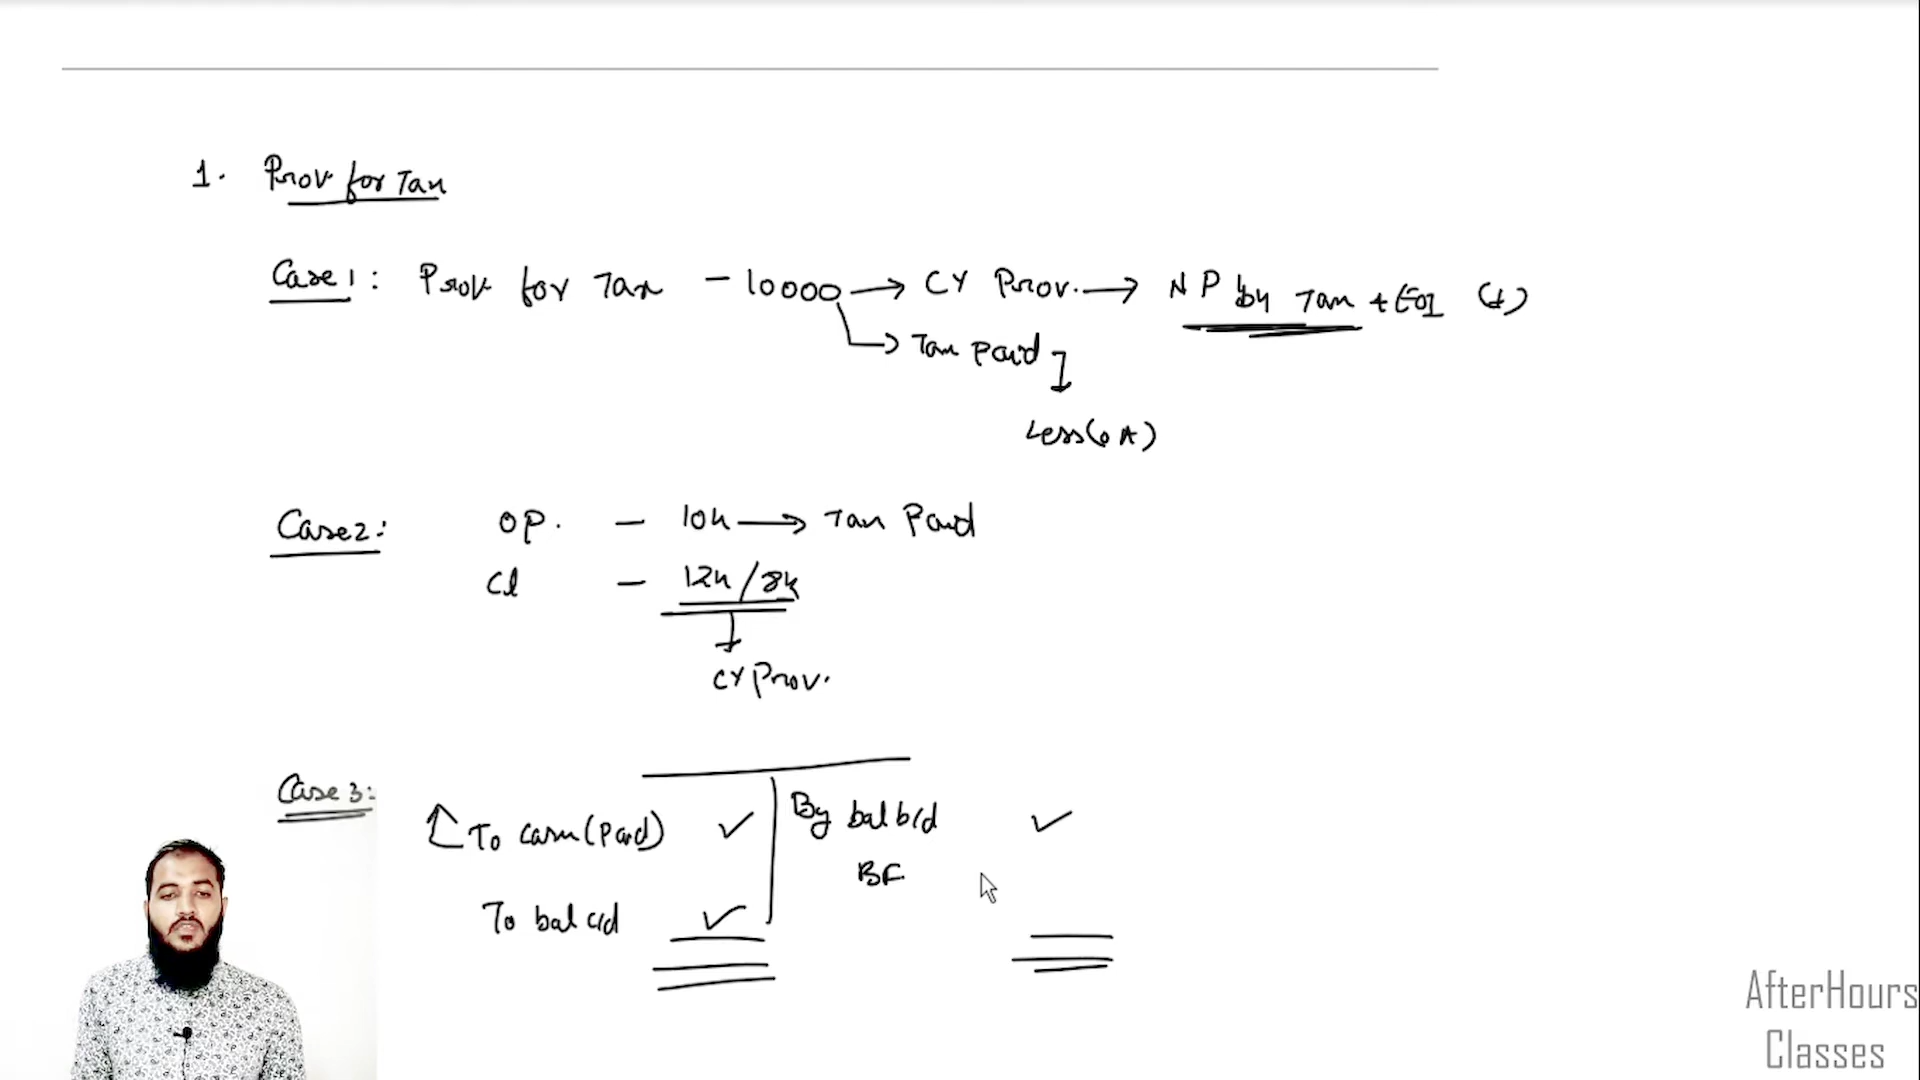 1. Prov for Tax
Case 1: Prov for Tax - 10000 → CY Prov. → NP by Tax + EOI (+)
→ Tax Paid
Less(OA)
Case 2: OP. - 10k → Tax Paid
Cl - 12k/8k
CY Prov.
Case 3:
To cash (Paid) ✓ By bal b/d ✓
BF
To bal c/d ✓
AfterHours
Classes